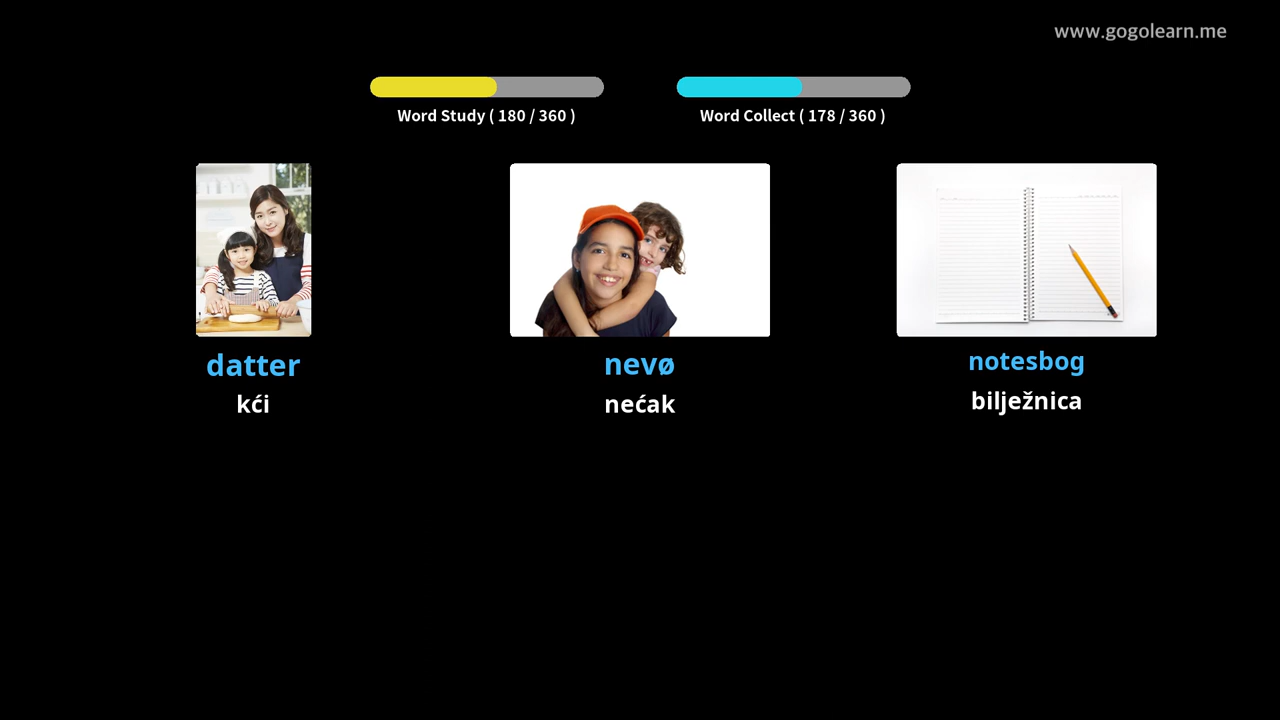 www.gogolearn.me
Word Study ( 180 / 360 )
Word Collect ( 178 / 360 )
datter
kći
nevø
nećak
notesbog
bilježnica